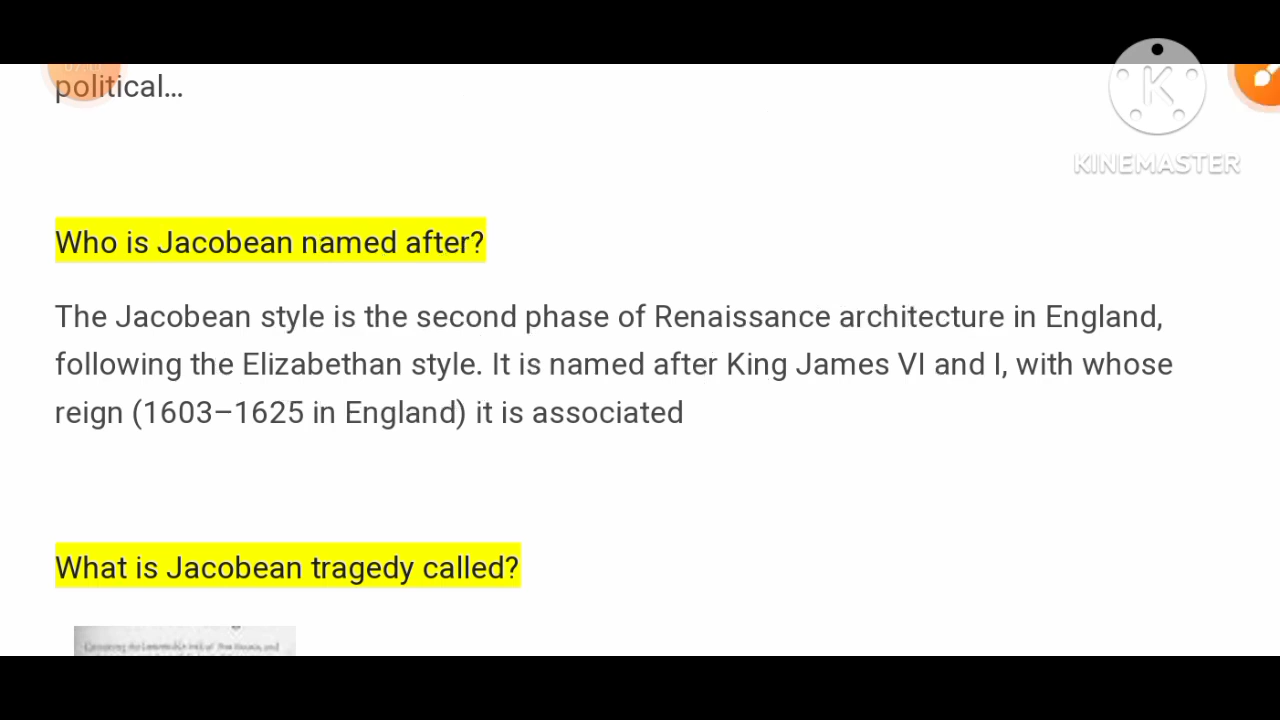 political...
KINEMASTER
Who is Jacobean named after?
The Jacobean style is the second phase of Renaissance architecture in England,
following the Elizabethan style. It is named after King James VI and I, with whose
reign (1603–1625 in England) it is associated
What is Jacobean tragedy called?